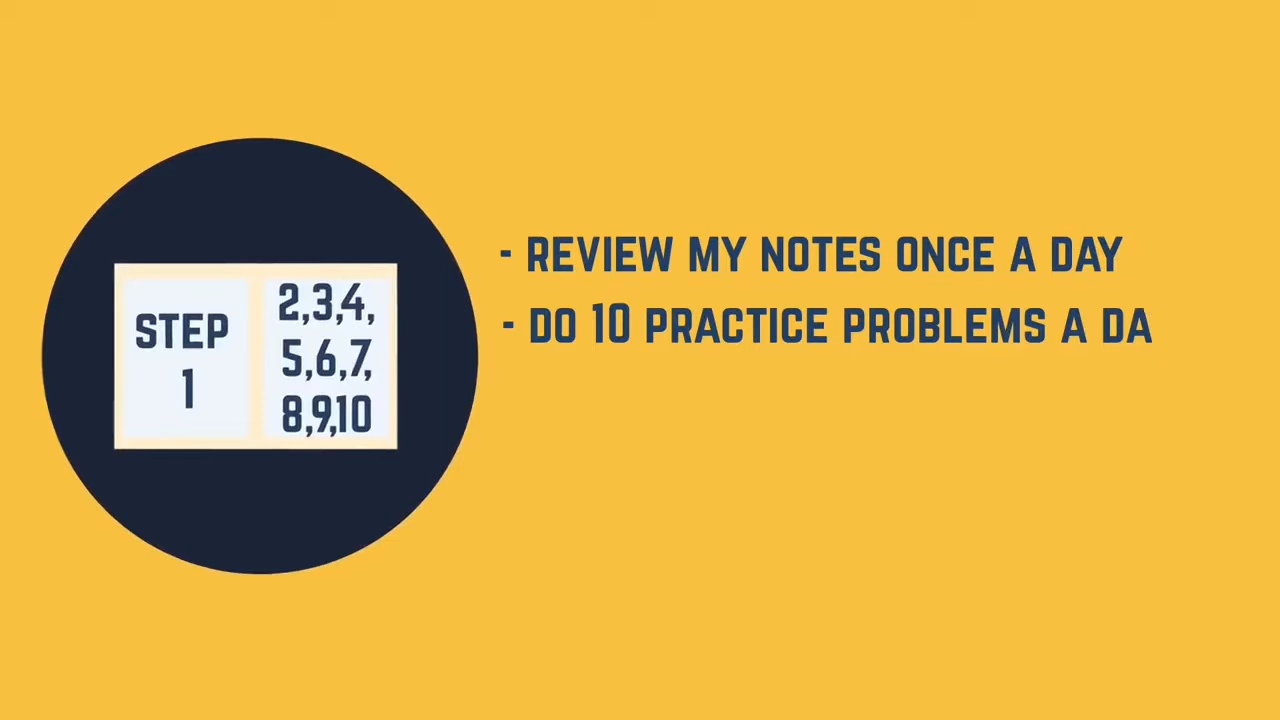 STEP
1
2,3,4,
5,6,7,
8,9,10
- REVIEW MY NOTES ONCE A DAY
- DO 10 PRACTICE PROBLEMS A DA